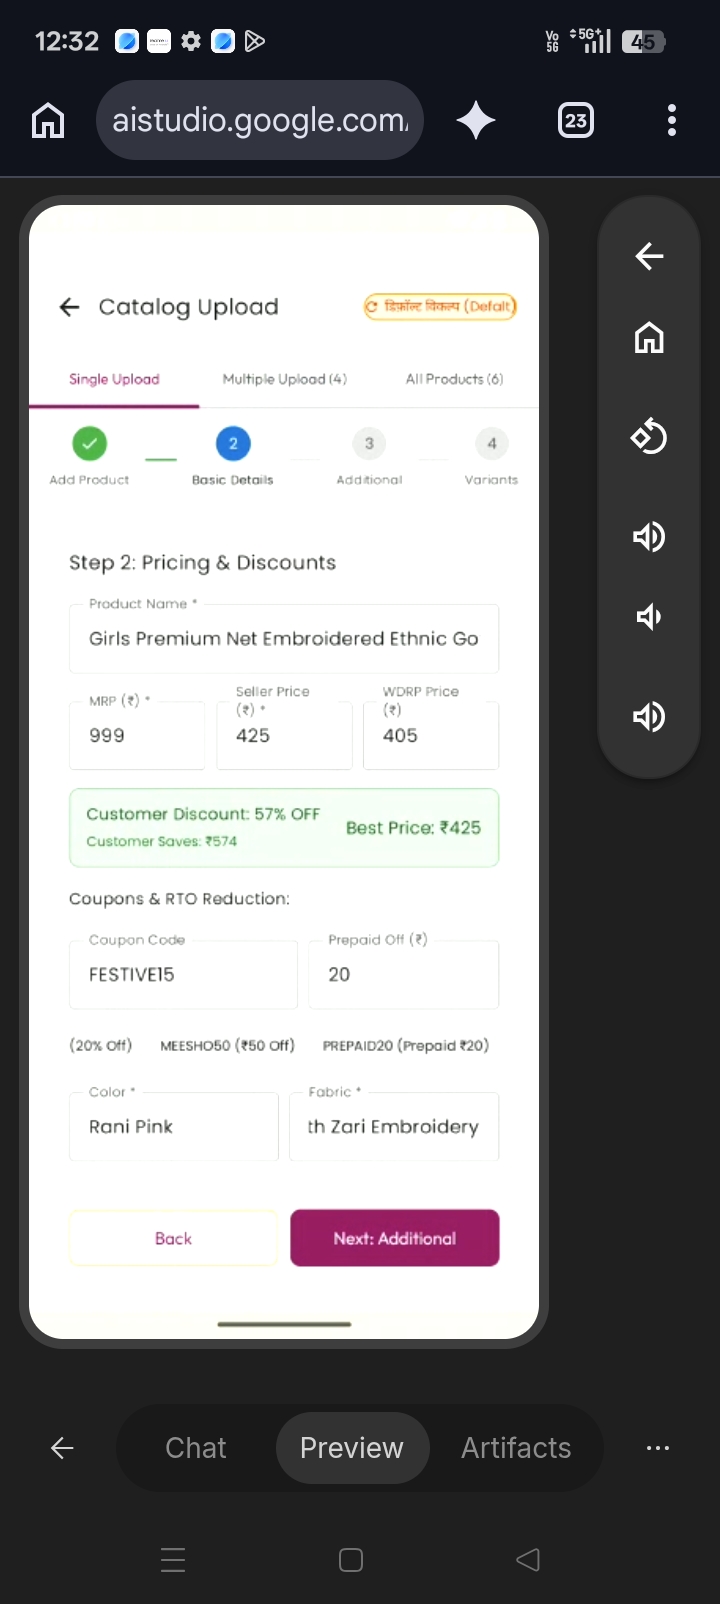 12:32
Vo 5G
5G+
45
aistudio.google.com/
23
Catalog Upload
डिफ़ॉल्ट विकल्प (Defalt)
Single Upload
Multiple Upload (4)
All Products (6)
2
3
4
Add Product
Basic Details
Additional
Variants
Step 2: Pricing & Discounts
Product Name *
Girls Premium Net Embroidered Ethnic Go
MRP (₹) *
Seller Price (₹) *
WDRP Price (₹)
999
425
405
Customer Discount: 57% OFF
Customer Saves: ₹574
Best Price: ₹425
Coupons & RTO Reduction:
Coupon Code
Prepaid Off (₹)
FESTIVE15
20
(20% Off)
MEESHO50 (₹50 Off)
PREPAID20 (Prepaid ₹20)
Color *
Fabric *
Rani Pink
th Zari Embroidery
Back
Next: Additional
Chat
Preview
Artifacts